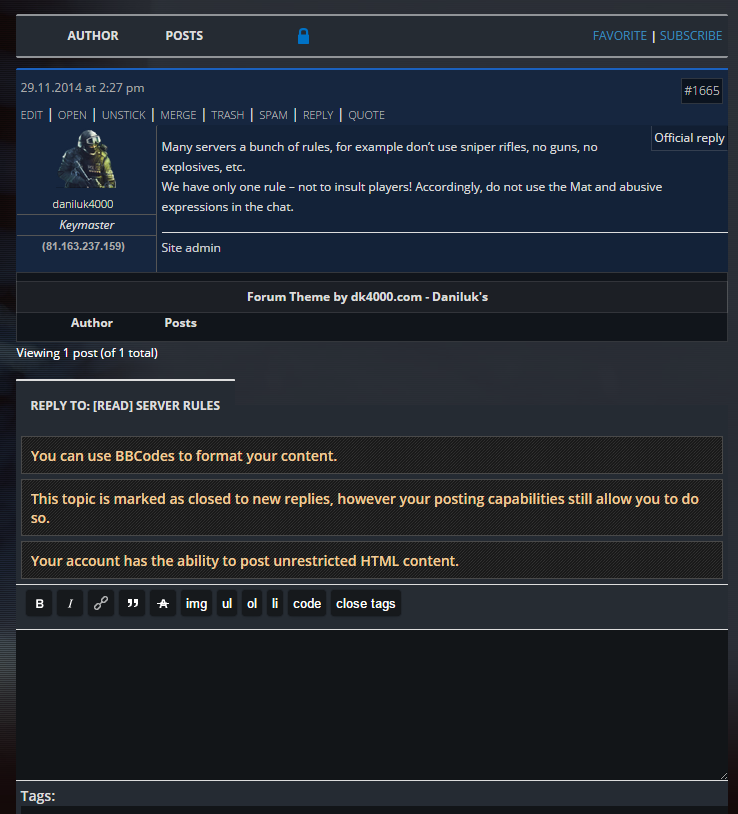 AUTHOR POSTS FAVORITE | SUBSCRIBE
29.11.2014 at 2:27 pm #1665
EDIT | OPEN | UNSTICK | MERGE | TRASH | SPAM | REPLY | QUOTE
Official reply
daniluk4000
Keymaster
(81.163.237.159)
Many servers a bunch of rules, for example don't use sniper rifles, no guns, no
explosives, etc.
We have only one rule – not to insult players! Accordingly, do not use the Mat and abusive
expressions in the chat.
Site admin
Forum Theme by dk4000.com - Daniluk's
Author Posts
Viewing 1 post (of 1 total)
REPLY TO: [READ] SERVER RULES
You can use BBCodes to format your content.
This topic is marked as closed to new replies, however your posting capabilities still allow you to do
so.
Your account has the ability to post unrestricted HTML content.
B I " A img ul ol li code close tags
Tags: